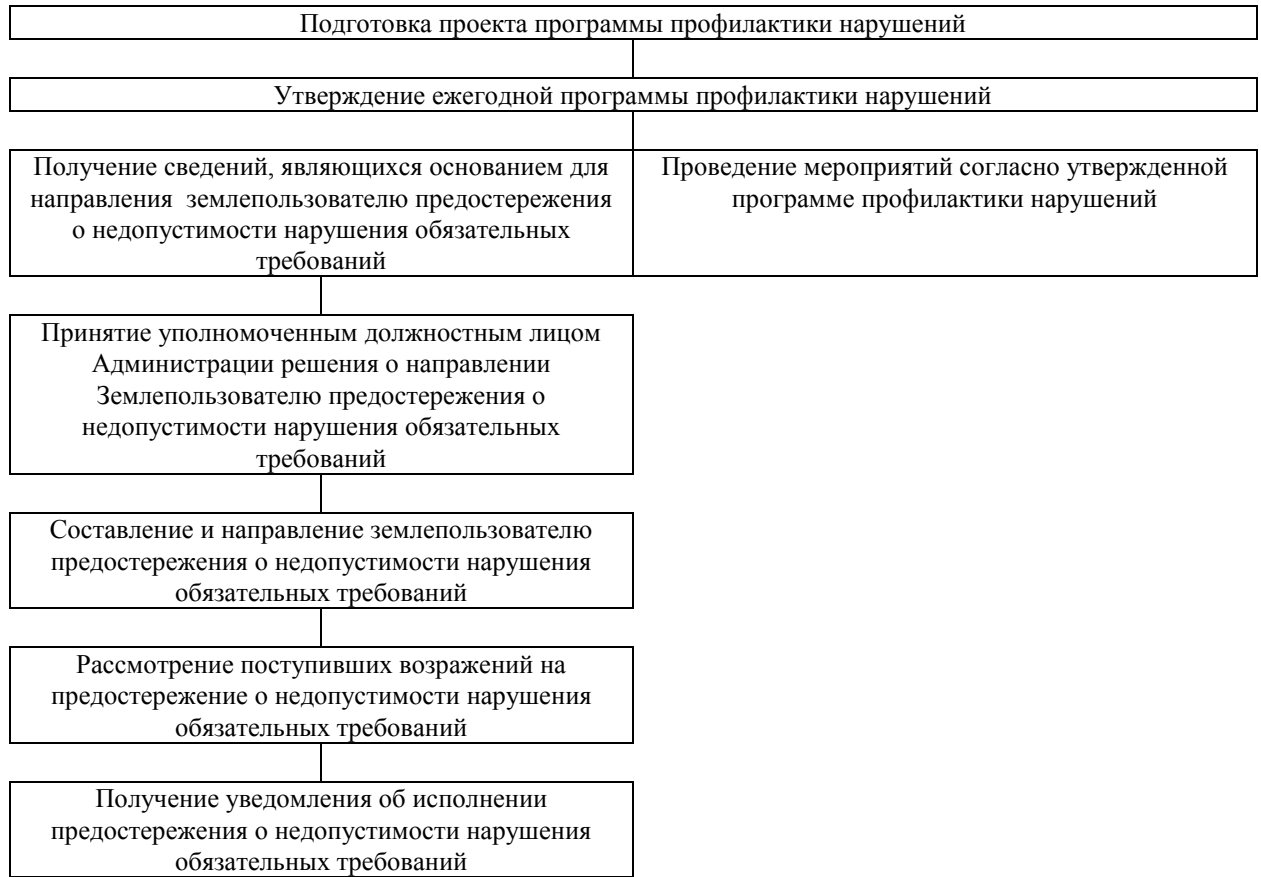 Подготовка проекта программы профилактики нарушений
Утверждение ежегодной программы профилактики нарушений
Получение сведений, являющихся основанием для
направления землепользователю предостережения
о недопустимости нарушения обязательных
требований
Проведение мероприятий согласно утвержденной
программе профилактики нарушений
Принятие уполномоченным должностным лицом
Администрации решения о направлении
Землепользователю предостережения о
недопустимости нарушения обязательных
требований
Составление и направление землепользователю
предостережения о недопустимости нарушения
обязательных требований
Рассмотрение поступивших возражений на
предостережение о недопустимости нарушения
обязательных требований
Получение уведомления об исполнении
предостережения о недопустимости нарушения
обязательных требований